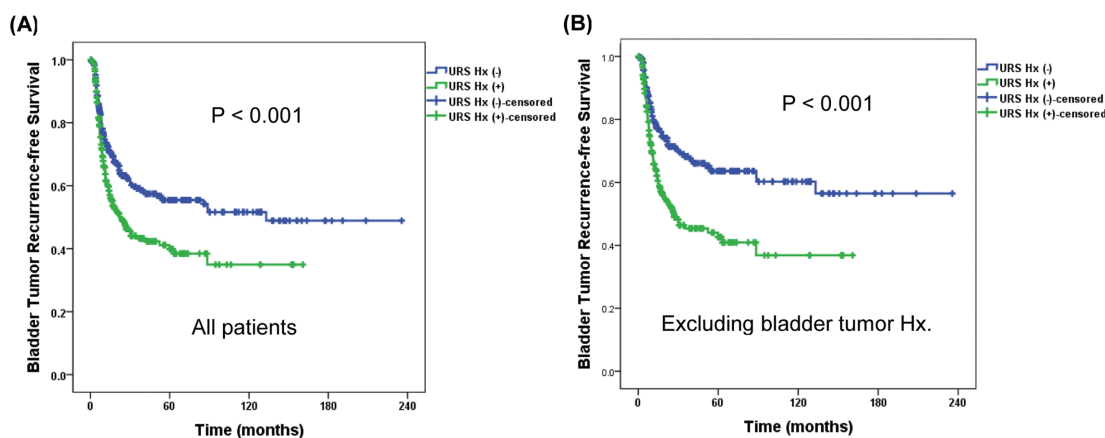 (A)
Bladder Tumor Recurrence-free Survival
1.0
0.8
0.6
0.4
0.2
0.0
P < 0.001
All patients
0
60
120
180
240
Time (months)
URS Hx (-)
URS Hx (+)
URS Hx (-)-censored
URS Hx (+)-censored
(B)
Bladder Tumor Recurrence-free Survival
1.0
0.8
0.6
0.4
0.2
0.0
P < 0.001
Excluding bladder tumor Hx.
0
60
120
180
240
Time (months)
URS Hx (-)
URS Hx (+)
URS Hx (-)-censored
URS Hx (+)-censored